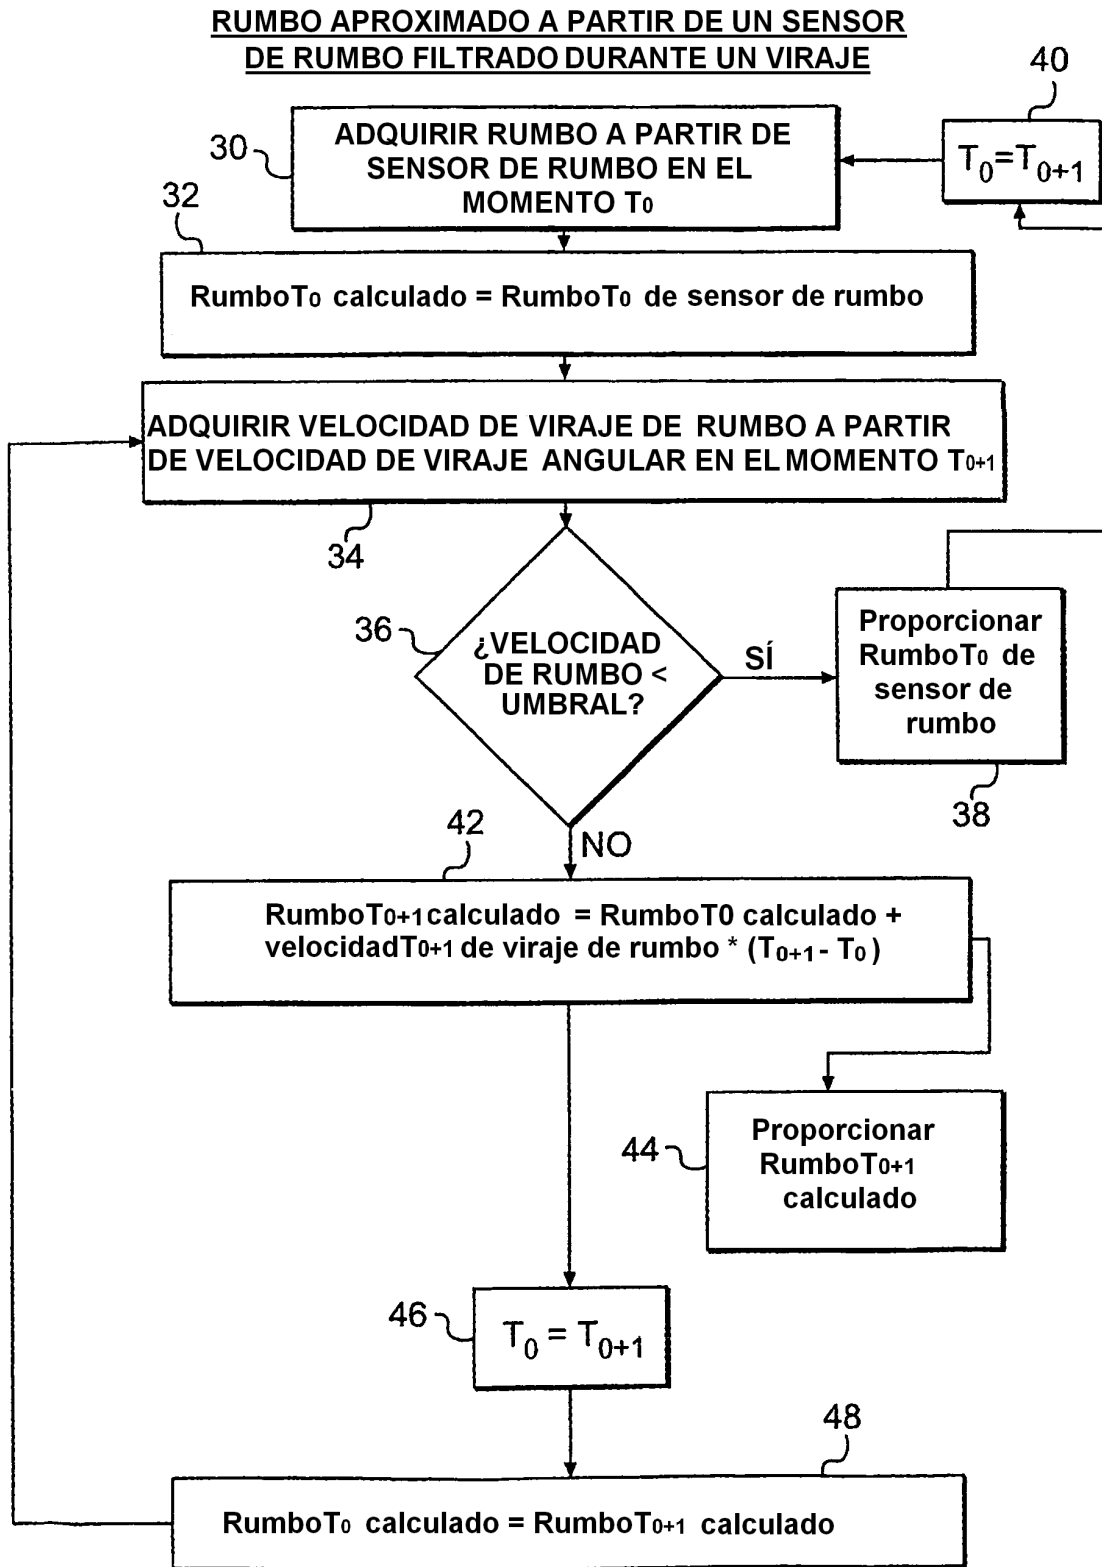 RUMBO APROXIMADO A PARTIR DE UN SENSOR
DE RUMBO FILTRADO DURANTE UN VIRAJE
40
30
ADQUIRIR RUMBO A PARTIR DE
SENSOR DE RUMBO EN EL
MOMENTO T0
T0=T0+1
32
RumboT0 calculado = RumboT0 de sensor de rumbo
ADQUIRIR VELOCIDAD DE VIRAJE DE RUMBO A PARTIR
DE VELOCIDAD DE VIRAJE ANGULAR EN EL MOMENTO T0+1
34
36
¿VELOCIDAD
DE RUMBO <
UMBRAL?
SÍ
Proporcionar
RumboT0 de
sensor de
rumbo
38
42
NO
RumboT0+1 calculado = RumboT0 calculado +
velocidadT0+1 de viraje de rumbo * (T0+1 - T0)
44
Proporcionar
RumboT0+1
calculado
46
T0 = T0+1
48
RumboT0 calculado = RumboT0+1 calculado